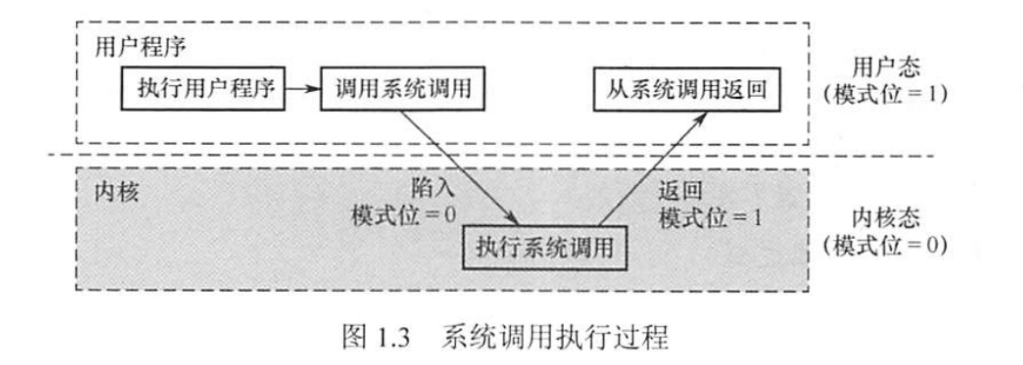 用户程序
执行用户程序
调用系统调用
从系统调用返回
用户态
(模式位=1)
内核
陷入
模式位=0
返回
模式位=1
执行系统调用
内核态
(模式位=0)
图 1.3 系统调用执行过程